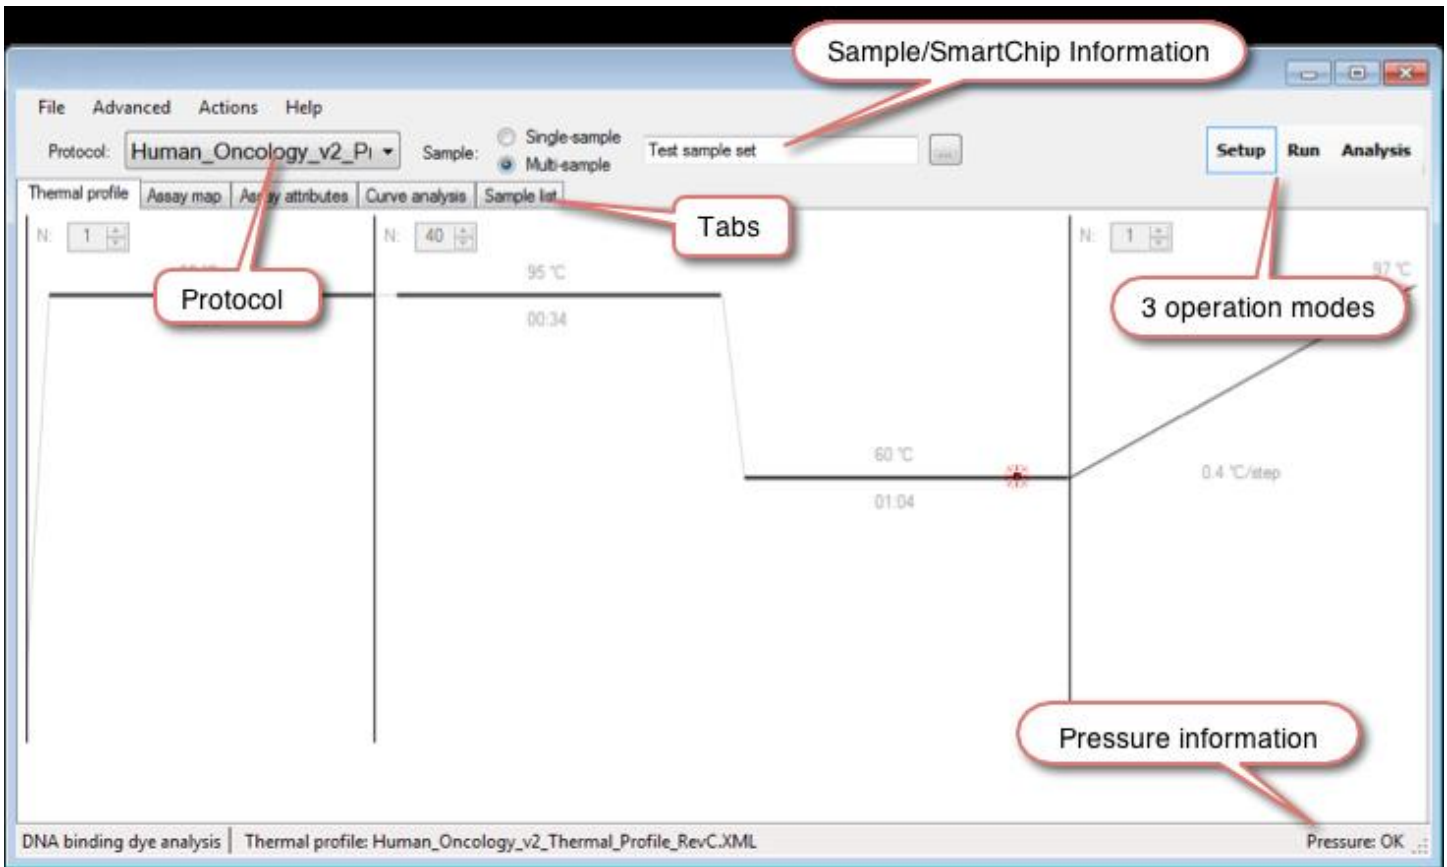 Sample/SmartChip Information
File Advanced Actions Help
Protocol: Human_Oncology_v2_P Sample: Single-sample Multi-sample Test sample set ... Setup Run Analysis
Thermal profile Assay map Assay attributes Curve analysis Sample list
Tabs
N: 1 N: 40 N: 1
95 °C 97 °C
Protocol
00:34
3 operation modes
60 °C
0.4 °C/step
01:04
Pressure information
DNA binding dye analysis Thermal profile: Human_Oncology_v2_Thermal_Profile_RevC.XML Pressure: OK